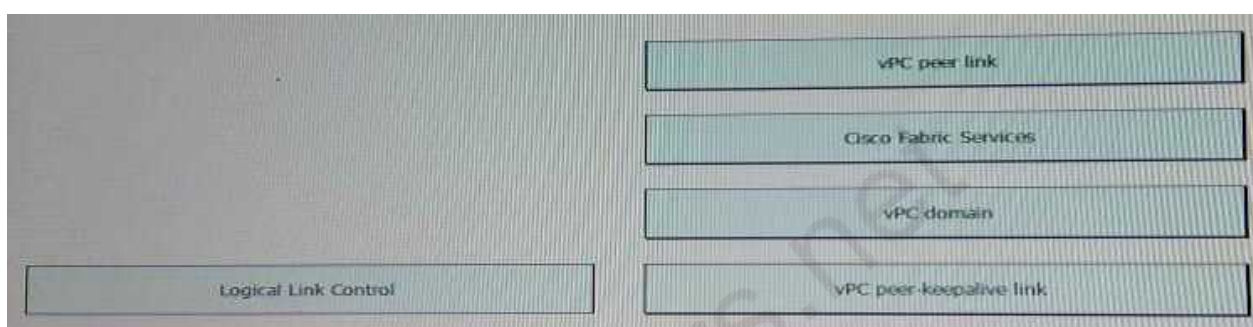 vPC peer link
Cisco Fabric Services
vPC domain
Logical Link Control
vPC peer-keepalive link